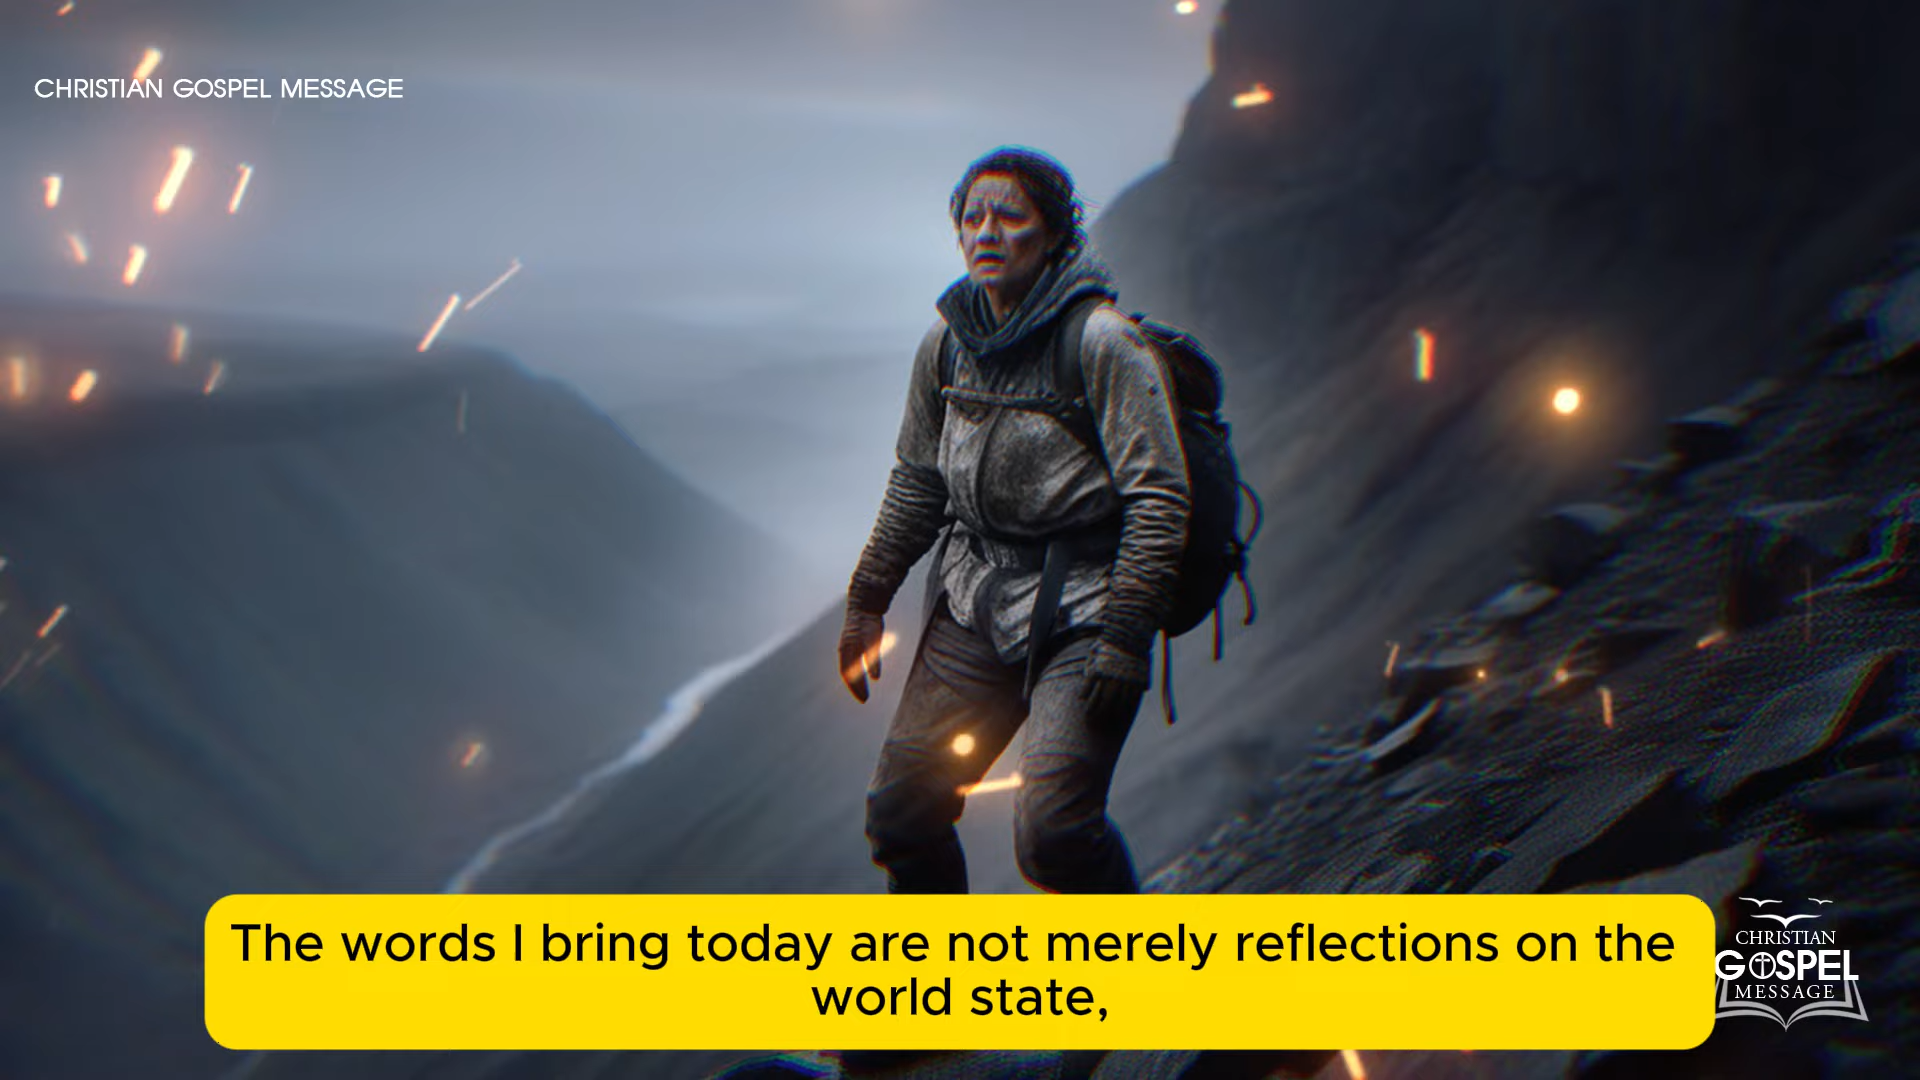 CHRISTIAN GOSPEL MESSAGE
The words I bring today are not merely reflections on the
world state,
CHRISTIAN
GOSPEL
MESSAGE